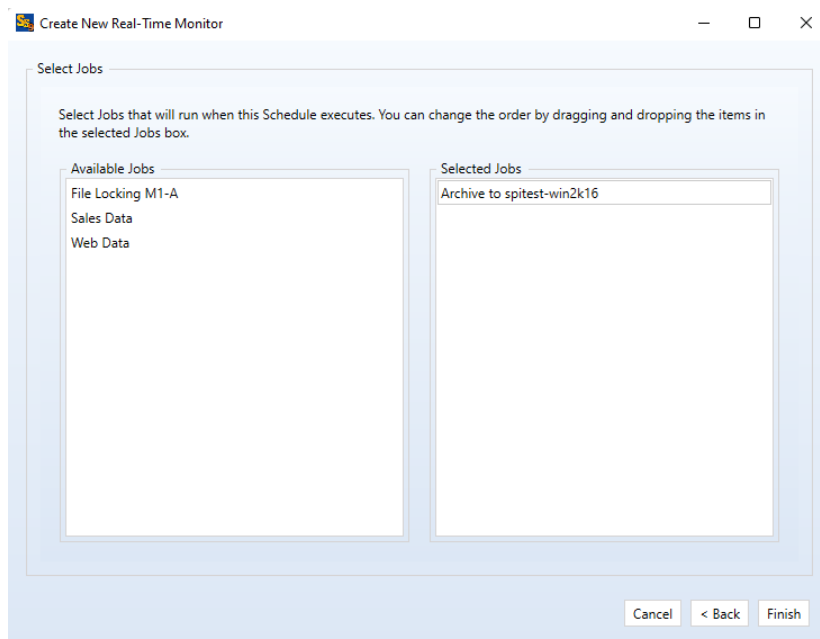 Create New Real-Time Monitor
Select Jobs
Select Jobs that will run when this Schedule executes. You can change the order by dragging and dropping the items in
the selected Jobs box.
Available Jobs
File Locking M1-A
Sales Data
Web Data
Selected Jobs
Archive to spitest-win2k16
Cancel
< Back
Finish